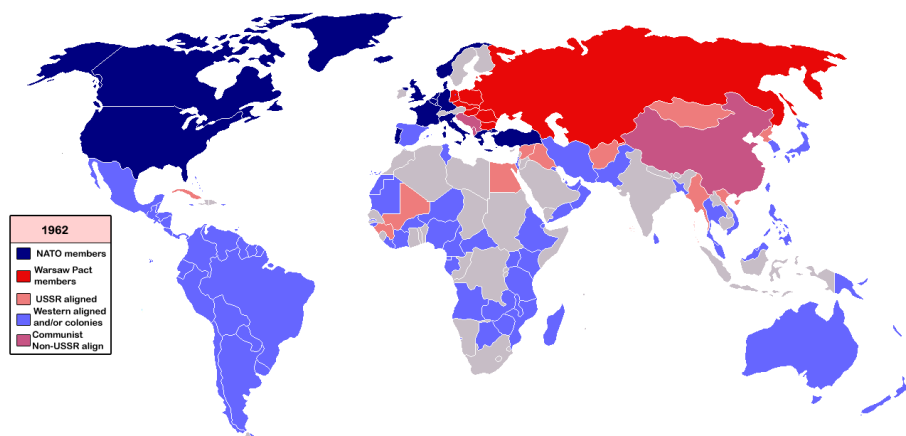 1962
NATO members
Warsaw Pact
members
USSR aligned
Western aligned
and/or colonies
Communist
Non-USSR align